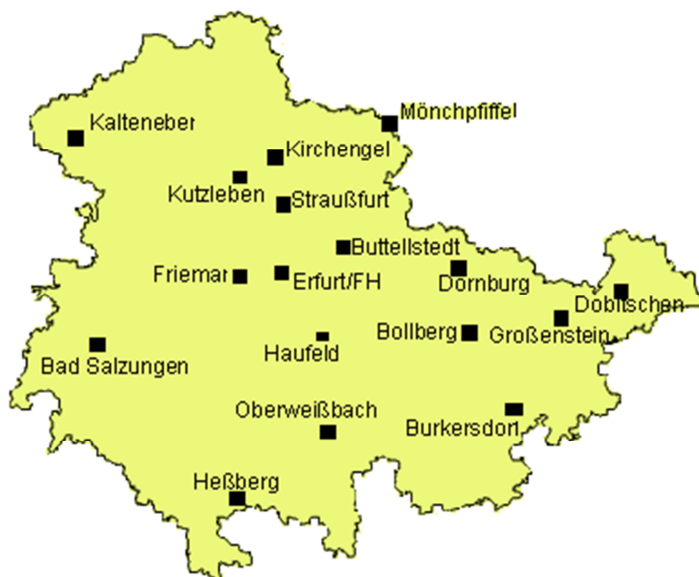 Mönchpfiffel
Kalteneber
Kirchengel
Kutzleben
Straußfurt
Buttellstedt
Friemar
Erfurt/FH
Dornburg
Dobitschen
Großenstein
Bollberg
Haufeld
Bad Salzungen
Oberweißbach
Burkersdorf
Heßberg